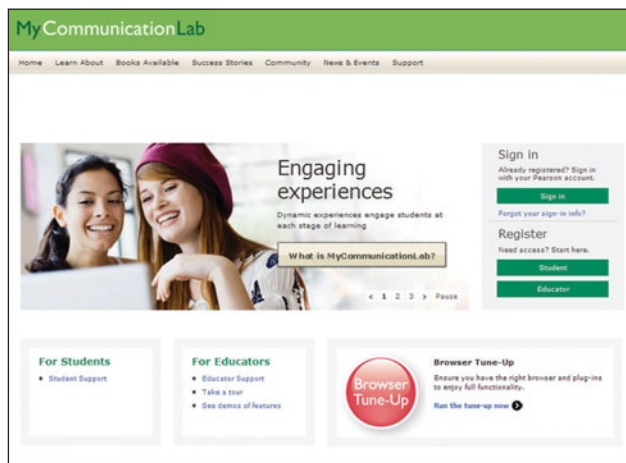 MyCommunicationLab
Home Learn About Books Available Success Stories Community News & Events Support
Engaging
experiences
Dynamic experiences engage students at
each stage of learning
What is MyCommunicationLab?
< 1 2 3 > Pause
Sign in
Already registered? Sign in
with your Pearson account.
Sign in
Forgot your sign-in info?
Register
Need access? Start here.
Student
Educator
For Students
• Student Support
For Educators
• Educator Support
• Take a tour
• See demos of features
Browser
Tune-Up
Browser Tune-Up
Ensure you have the right browser and plug-ins
to enjoy full functionality.
Run the tune-up now